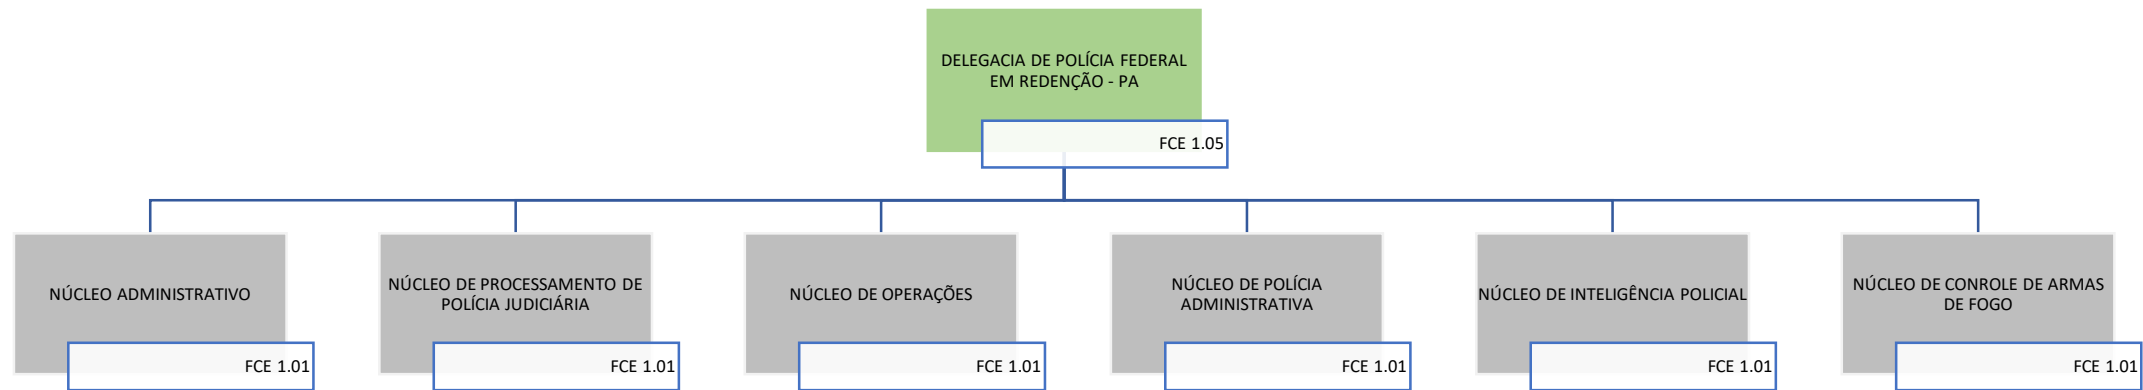 DELEGACIA DE POLÍCIA FEDERAL
EM REDENÇÃO - PA
FCE 1.05
NÚCLEO ADMINISTRATIVO
FCE 1.01
NÚCLEO DE PROCESSAMENTO DE
POLÍCIA JUDICIÁRIA
FCE 1.01
NÚCLEO DE OPERAÇÕES
FCE 1.01
NÚCLEO DE POLÍCIA
ADMINISTRATIVA
FCE 1.01
NÚCLEO DE INTELIGÊNCIA POLICIAL
FCE 1.01
NÚCLEO DE CONROLE DE ARMAS
DE FOGO
FCE 1.01